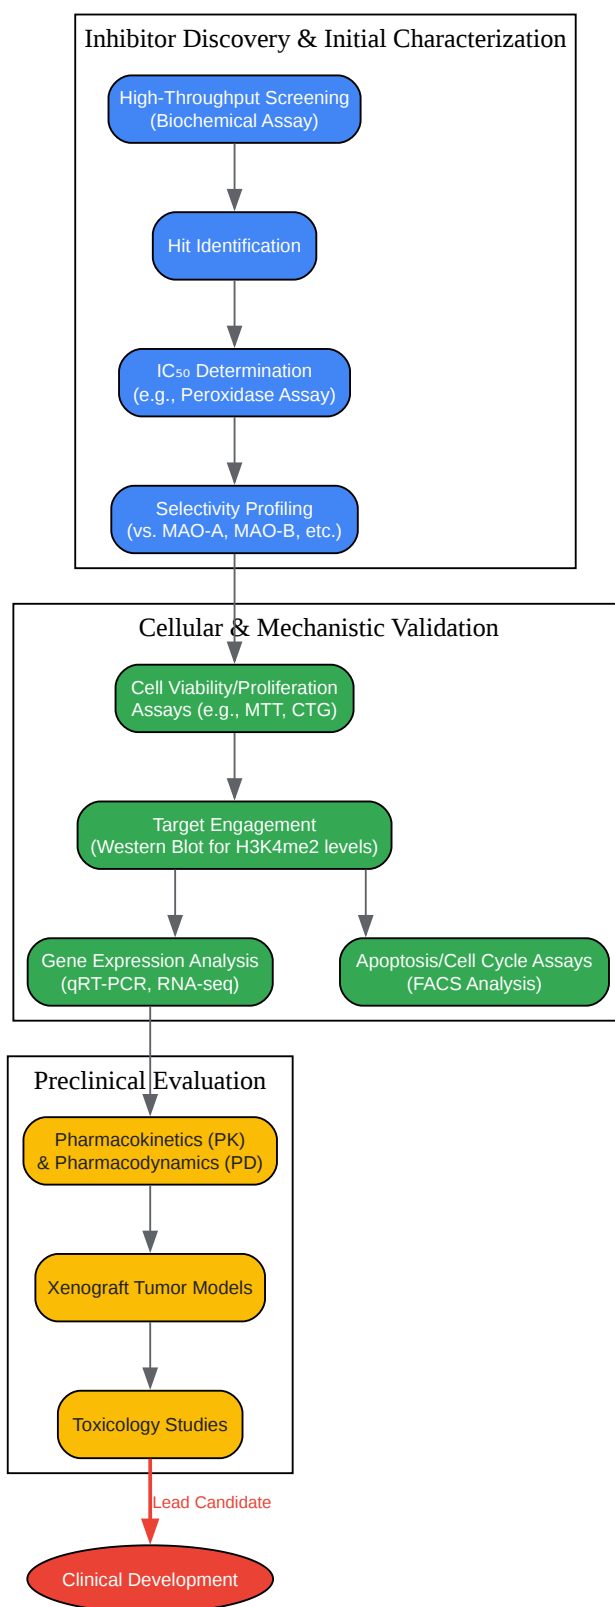 Inhibitor Discovery & Initial Characterization
High-Throughput Screening
(Biochemical Assay)
Hit Identification
IC₅₀ Determination
(e.g., Peroxidase Assay)
Selectivity Profiling
(vs. MAO-A, MAO-B, etc.)
Cellular & Mechanistic Validation
Cell Viability/Proliferation
Assays (e.g., MTT, CTG)
Target Engagement
(Western Blot for H3K4me2 levels)
Gene Expression Analysis
(qRT-PCR, RNA-seq)
Apoptosis/Cell Cycle Assays
(FACS Analysis)
Preclinical Evaluation
Pharmacokinetics (PK)
& Pharmacodynamics (PD)
Xenograft Tumor Models
Toxicology Studies
Lead Candidate
Clinical Development